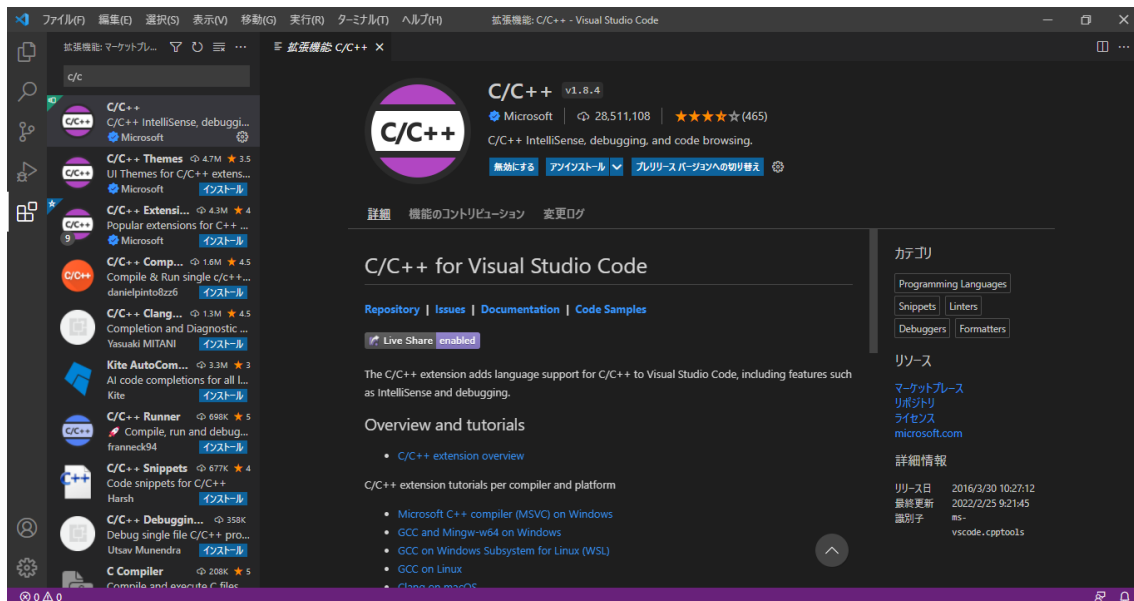 ファイル(F) 編集(E) 選択(S) 表示(V) 移動(G) 実行(R) ターミナル(T) ヘルプ(H) 拡張機能: C/C++ - Visual Studio Code
拡張機能: マーケットプレ...
c/c
C/C++
C/C++ IntelliSense, debuggi...
Microsoft
C/C++ Themes 4.7M ★ 3.5
UI Themes for C/C++ extens...
Microsoft インストール
C/C++ Extensi... 4.3M ★ 4
Popular extensions for C++ ...
9 Microsoft インストール
C/C++ Comp... 1.6M ★ 4.5
Compile & Run single c/c++...
danielpinto8zz6 インストール
C/C++ Clang... 1.3M ★ 4.5
Completion and Diagnostic ...
Yasuaki MITANI インストール
Kite AutoCom... 3.3M ★ 3
AI code completions for all l...
Kite インストール
C/C++ Runner 698K ★ 5
🚀 Compile, run and debug...
franneck94 インストール
C/C++ Snippets 677K ★ 4
Code snippets for C/C++
Harsh インストール
C/C++ Debuggin... 358K
Debug single file C/C++ pro...
Utsav Munendra インストール
C Compiler 208K ★ 5
Compile and execute C files
拡張機能: C/C++
C/C++
C/C++ v1.8.4
Microsoft 28,511,108 ★★★★☆(465)
C/C++ IntelliSense, debugging, and code browsing.
無効にする アンインストール プレリリース バージョンへの切り替え
詳細 機能のコントリビューション 変更ログ
C/C++ for Visual Studio Code
Repository | Issues | Documentation | Code Samples
Live Share enabled
The C/C++ extension adds language support for C/C++ to Visual Studio Code, including features such
as IntelliSense and debugging.
Overview and tutorials
• C/C++ extension overview
C/C++ extension tutorials per compiler and platform
• Microsoft C++ compiler (MSVC) on Windows
• GCC and Mingw-w64 on Windows
• GCC on Windows Subsystem for Linux (WSL)
• GCC on Linux
• Clang on macOS
カテゴリ
Programming Languages
Snippets Linters
Debuggers Formatters
リソース
マーケットプレース
リポジトリ
ライセンス
microsoft.com
詳細情報
リリース日 2016/3/30 10:27:12
最終更新 2022/2/25 9:21:45
識別子 ms-
vscode.cpptools
0 0